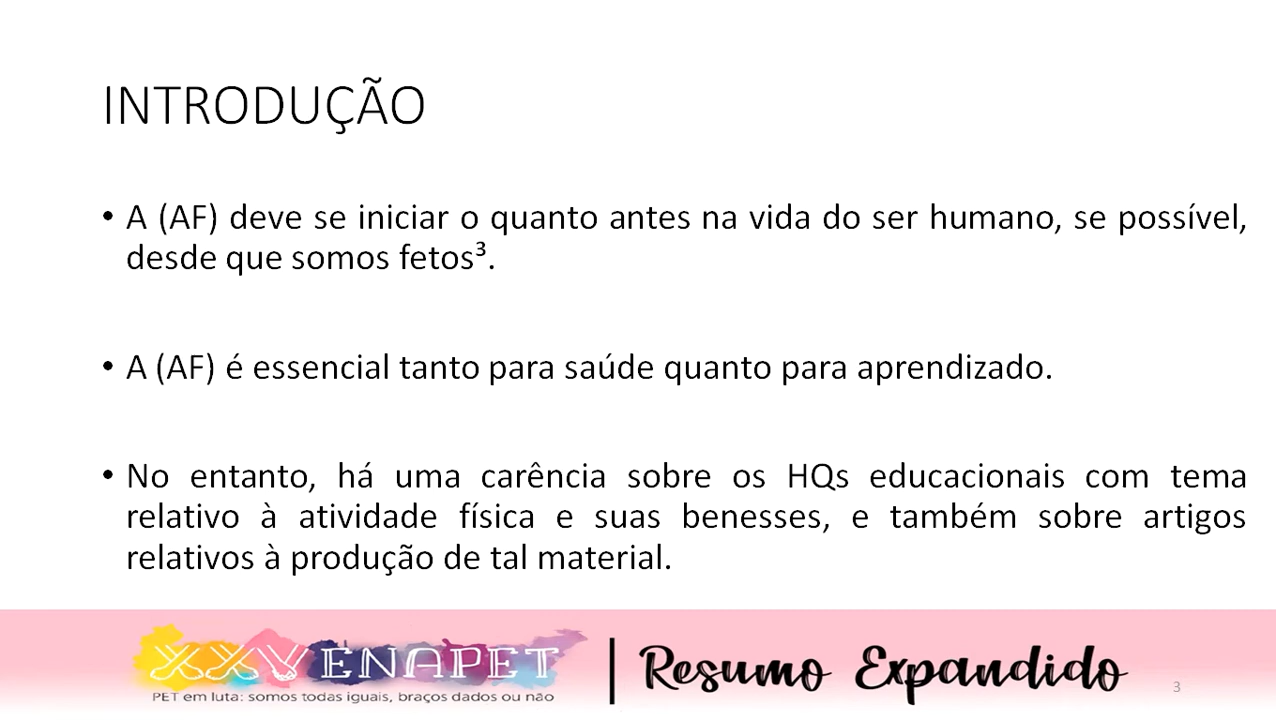 INTRODUÇÃO
• A (AF) deve se iniciar o quanto antes na vida do ser humano, se possível,
desde que somos fetos³.
• A (AF) é essencial tanto para saúde quanto para aprendizado.
• No entanto, há uma carência sobre os HQs educacionais com tema
relativo à atividade física e suas benesses, e também sobre artigos
relativos à produção de tal material.
XXV ENAPET
PET em luta: somos todas iguais, braços dados ou não
Resumo Expandido
3